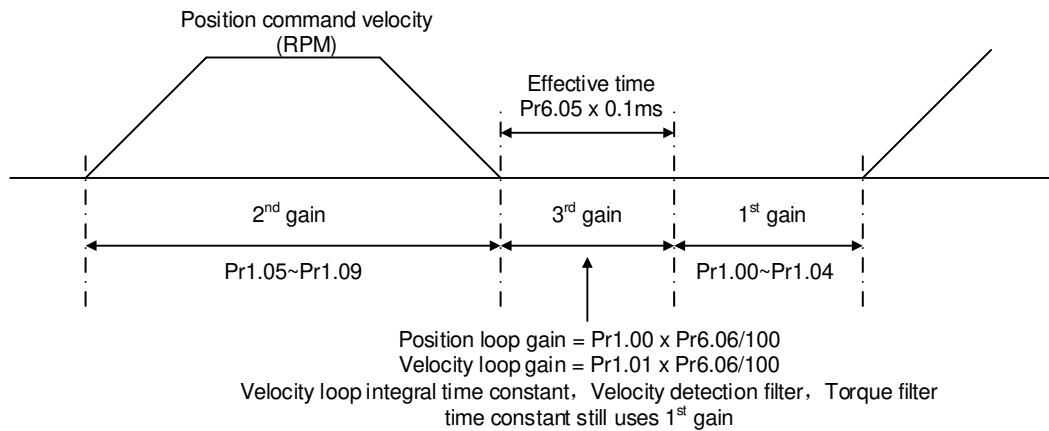 Position command velocity
(RPM)
Effective time
Pr6.05 x 0.1ms
2nd gain
3rd gain
1st gain
Pr1.05~Pr1.09
Pr1.00~Pr1.04
Position loop gain = Pr1.00 x Pr6.06/100
Velocity loop gain = Pr1.01 x Pr6.06/100
Velocity loop integral time constant，Velocity detection filter，Torque filter
time constant still uses 1st gain